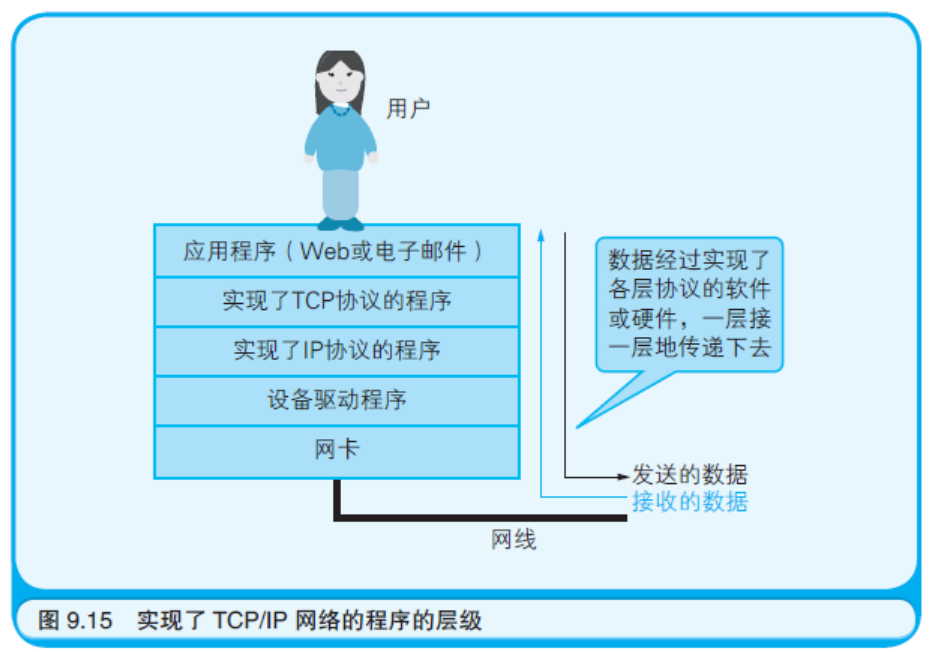 用户
应用程序（Web或电子邮件）
实现了TCP协议的程序
实现了IP协议的程序
设备驱动程序
网卡
数据经过实现了
各层协议的软件
或硬件，一层接
一层地传递下去
发送的数据
接收的数据
网线
图 9.15 实现了 TCP/IP 网络的程序的层级